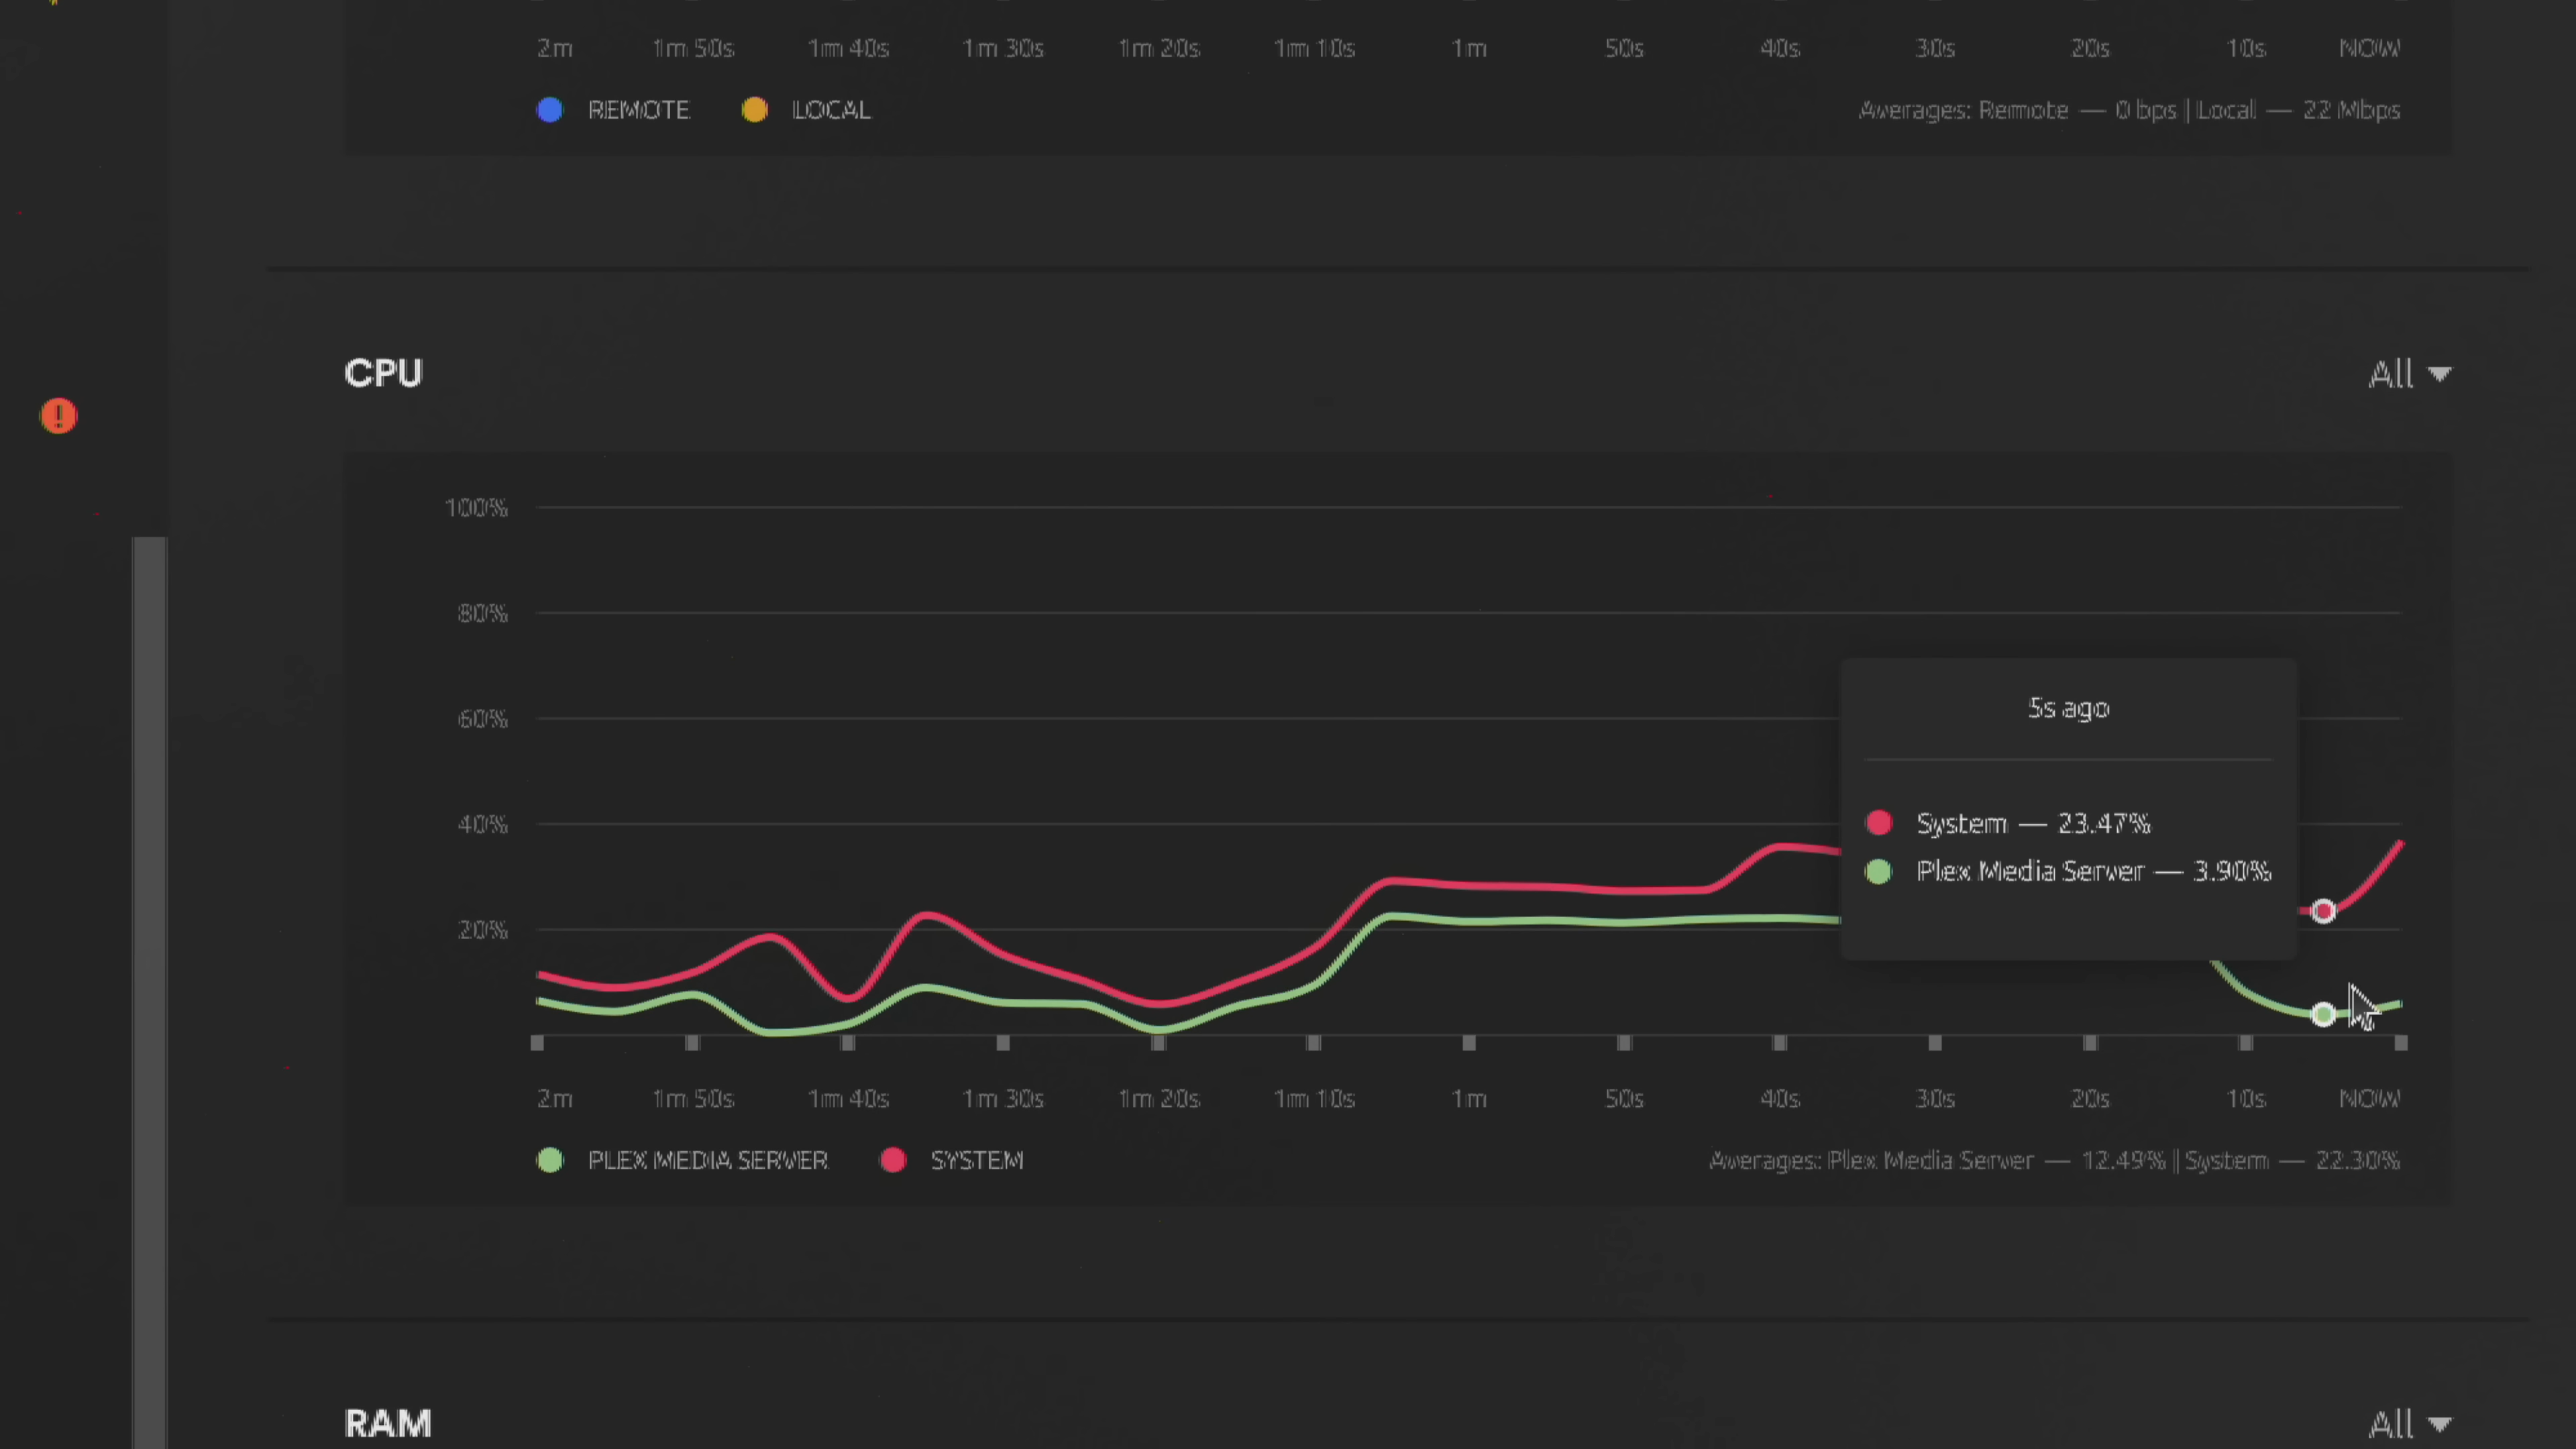 2m 1m 50s 1m 40s 1m 30s 1m 20s 1m 10s 1m 50s 40s 30s 20s 10s NOW
REMOTE LOCAL Averages: Remote — 0 bps | Local — 22 Mbps
CPU All
100%
80%
60%
5s ago
40%
System — 23.47%
Plex Media Server — 3.90%
20%
2m 1m 50s 1m 40s 1m 30s 1m 20s 1m 10s 1m 50s 40s 30s 20s 10s NOW
PLEX MEDIA SERVER SYSTEM Averages: Plex Media Server — 12.49% | System — 22.30%
RAM All